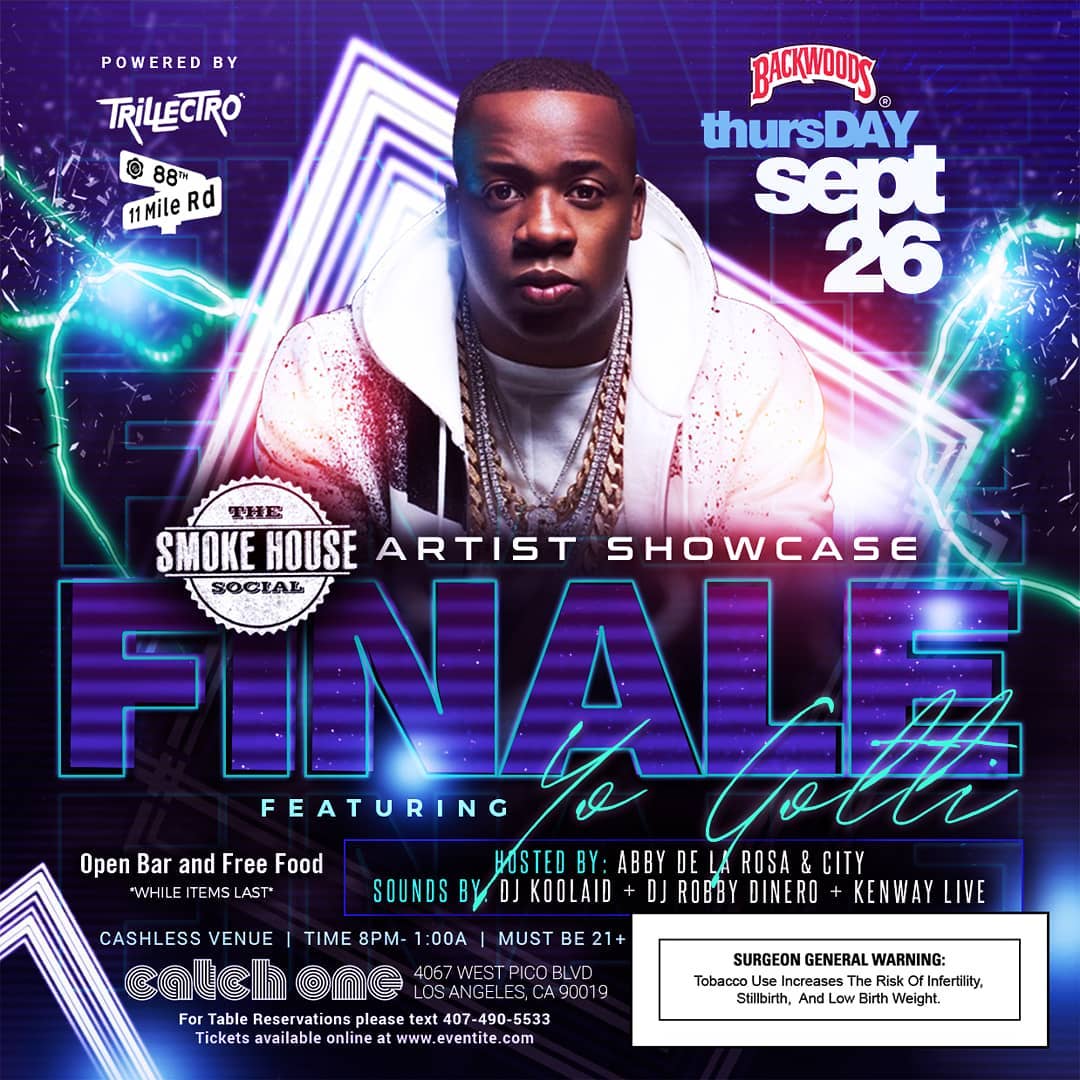 POWERED BY
TRiLLECTRO
88TH
11 Mile Rd
BACKWOODS®
thursDAY
sept
26
THE
SMOKE HOUSE
SOCIAL
ARTIST SHOWCASE
FINALE
FEATURING Yo Gotti
Open Bar and Free Food
*WHILE ITEMS LAST*
HOSTED BY: ABBY DE LA ROSA & CITY
SOUNDS BY: DJ KOOLAID + DJ ROBBY DINERO + KENWAY LIVE
CASHLESS VENUE | TIME 8PM- 1:00A | MUST BE 21+
catch one
4067 WEST PICO BLVD
LOS ANGELES, CA 90019
For Table Reservations please text 407-490-5533
Tickets available online at www.eventite.com
SURGEON GENERAL WARNING:
Tobacco Use Increases The Risk Of Infertility,
Stillbirth, And Low Birth Weight.